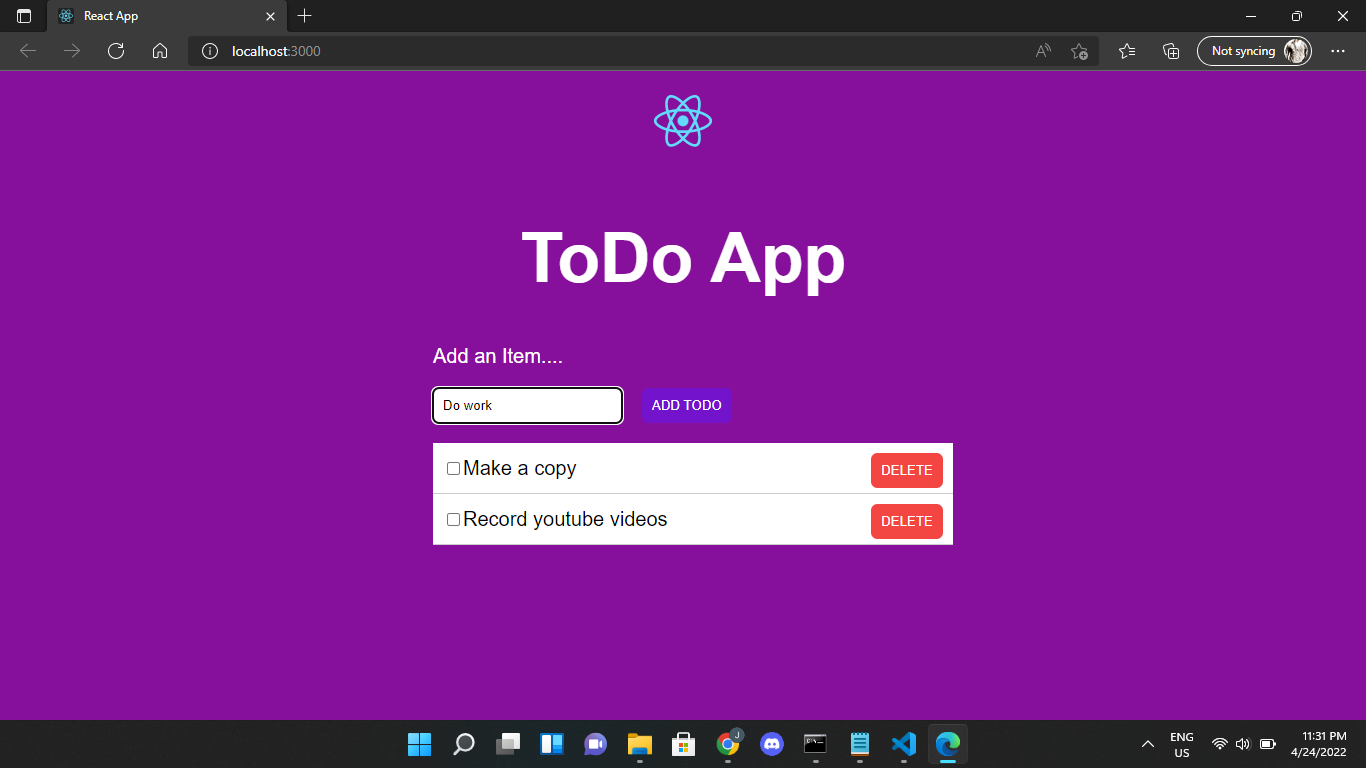 React App
localhost:3000
Not syncing
ToDo App
Add an Item....
Do work
ADD TODO
Make a copy
DELETE
Record youtube videos
DELETE
J
ENG
US
11:31 PM
4/24/2022